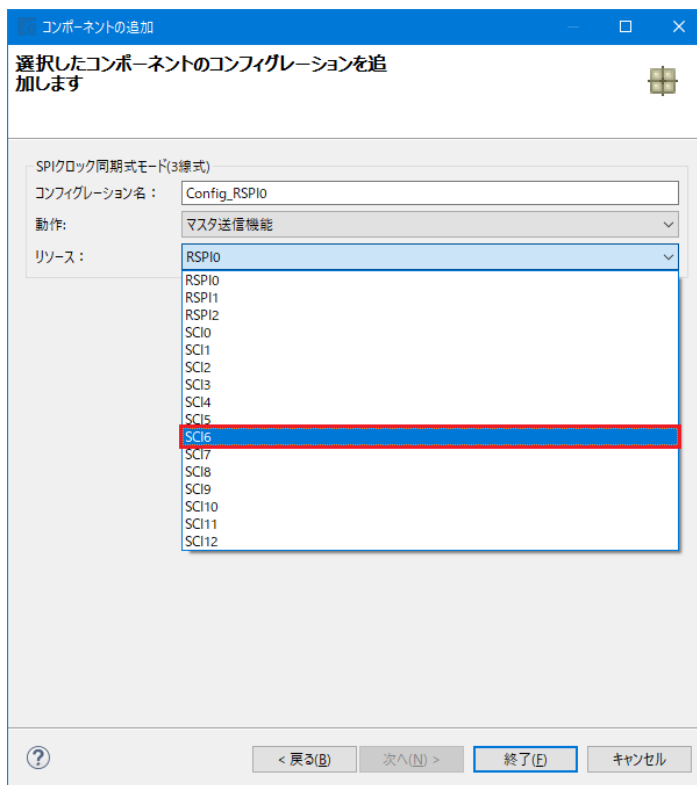 コンポーネントの追加
選択したコンポーネントのコンフィグレーションを追
加します
SPIクロック同期式モード(3線式)
コンフィグレーション名： Config_RSPI0
動作: マスタ送信機能
リソース： RSPI0
RSPI0
RSPI1
RSPI2
SCI0
SCI1
SCI2
SCI3
SCI4
SCI5
SCI6
SCI7
SCI8
SCI9
SCI10
SCI11
SCI12
? < 戻る(B) 次へ(N) > 終了(F) キャンセル